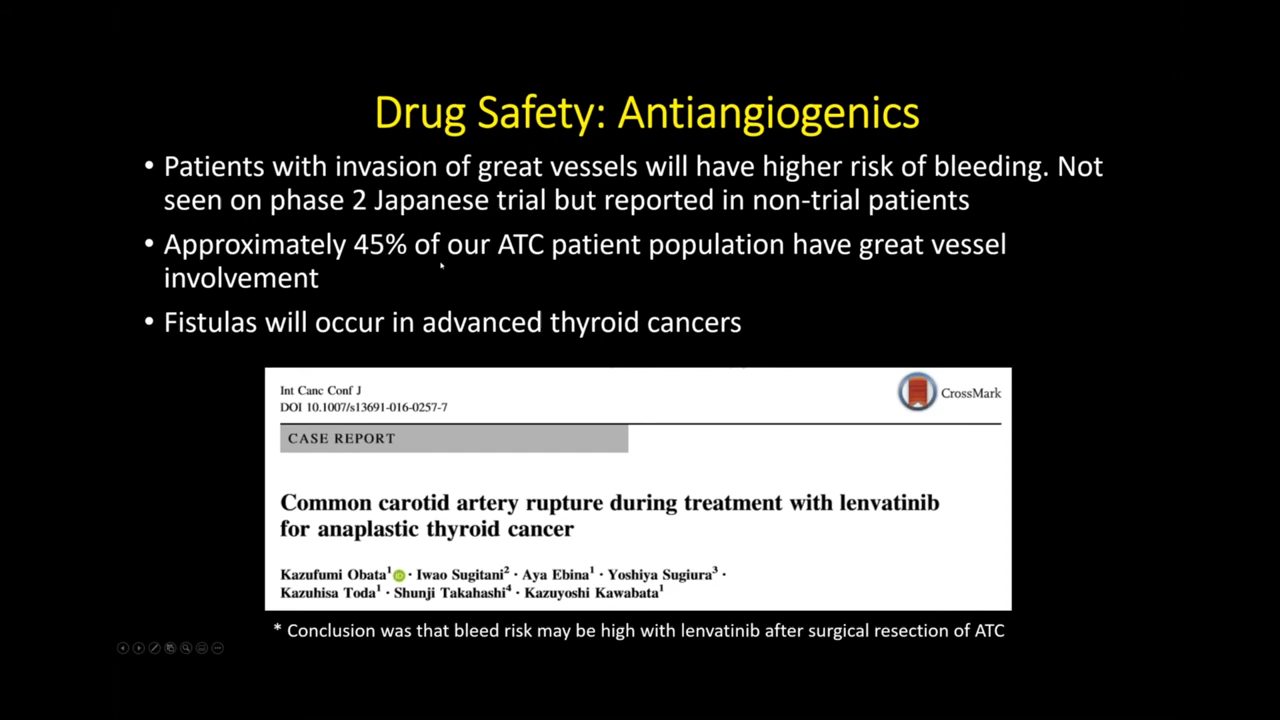 Drug Safety: Antiangiogenics
• Patients with invasion of great vessels will have higher risk of bleeding. Not
seen on phase 2 Japanese trial but reported in non-trial patients
• Approximately 45% of our ATC patient population have great vessel
involvement
• Fistulas will occur in advanced thyroid cancers
Int Canc Conf J
DOI 10.1007/s13691-016-0257-7
CrossMark
CASE REPORT
Common carotid artery rupture during treatment with lenvatinib
for anaplastic thyroid cancer
Kazufumi Obata1 · Iwao Sugitani2 · Aya Ebina1 · Yoshiya Sugiura3 ·
Kazuhisa Toda1 · Shunji Takahashi4 · Kazuyoshi Kawabata1
* Conclusion was that bleed risk may be high with lenvatinib after surgical resection of ATC